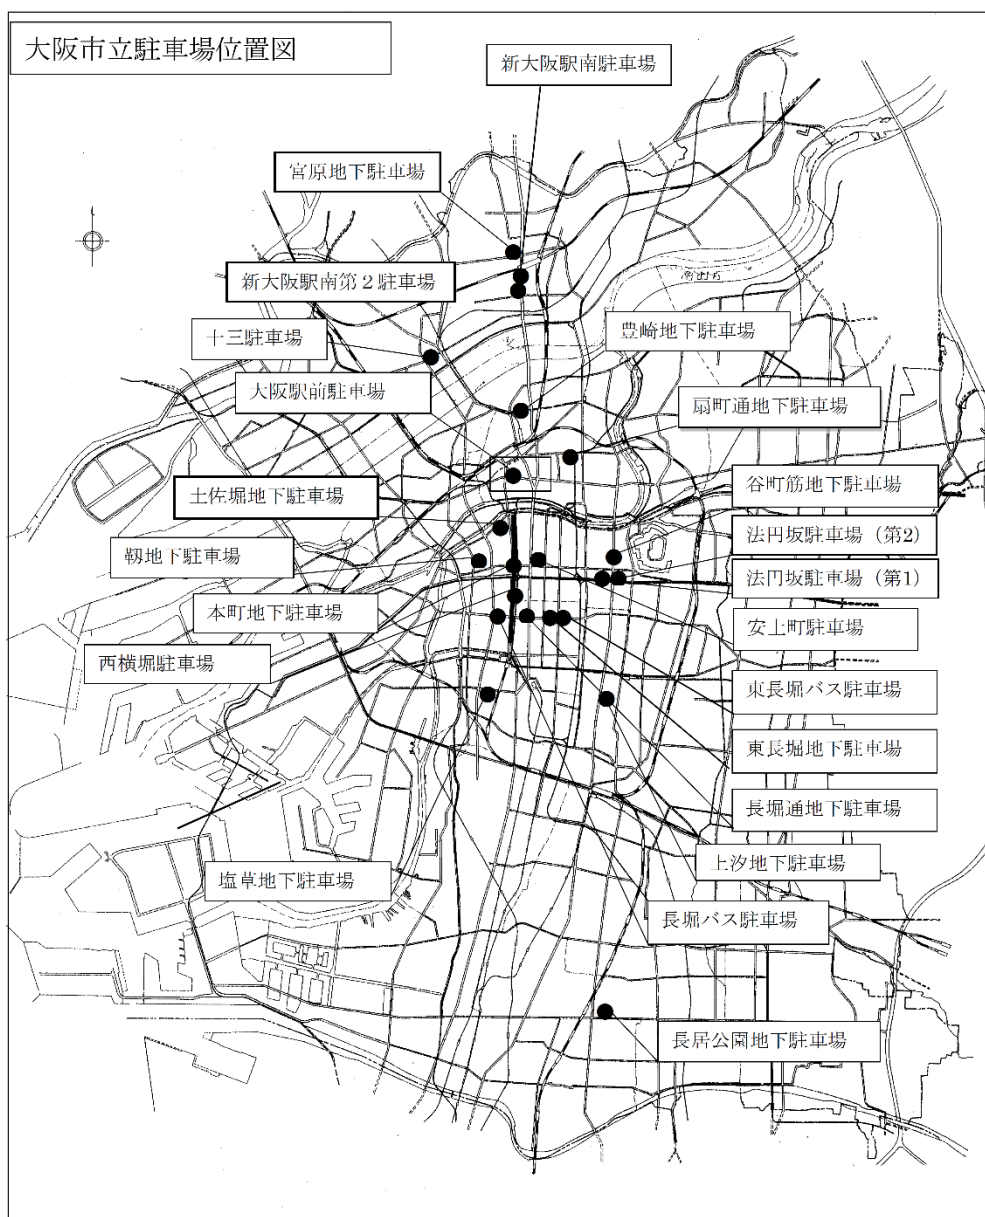 大阪市立駐車場位置図
新大阪駅南駐車場
宮原地下駐車場
新大阪駅南第2駐車場
十三駐車場
豊崎地下駐車場
大阪駅前駐車場
扇町通地下駐車場
土佐堀地下駐車場
谷町筋地下駐車場
法円坂駐車場(第2)
靱地下駐車場
法円坂駐車場(第1)
本町地下駐車場
安土町駐車場
西横堀駐車場
東長堀バス駐車場
東長堀地下駐車場
長堀通地下駐車場
上汐地下駐車場
塩草地下駐車場
長堀バス駐車場
長居公園地下駐車場